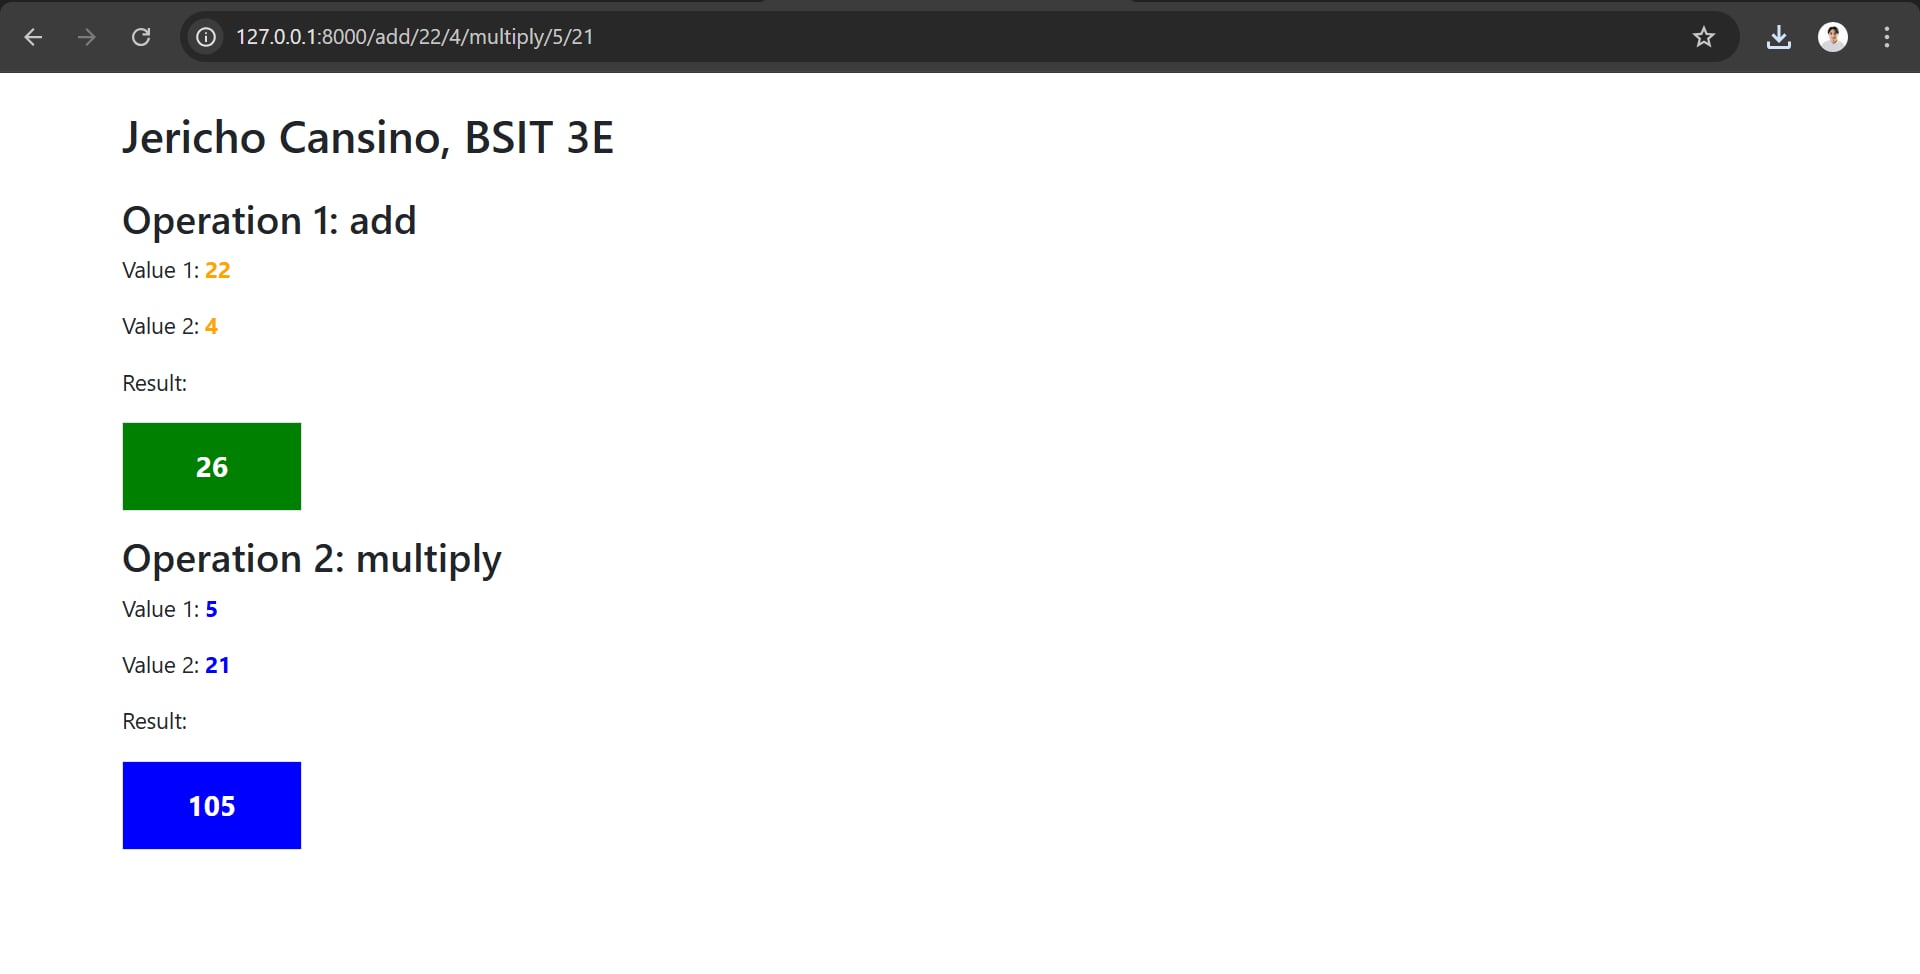 127.0.0.1:8000/add/22/4/multiply/5/21
Jericho Cansino, BSIT 3E
Operation 1: add
Value 1: 22
Value 2: 4
Result:
26
Operation 2: multiply
Value 1: 5
Value 2: 21
Result:
105